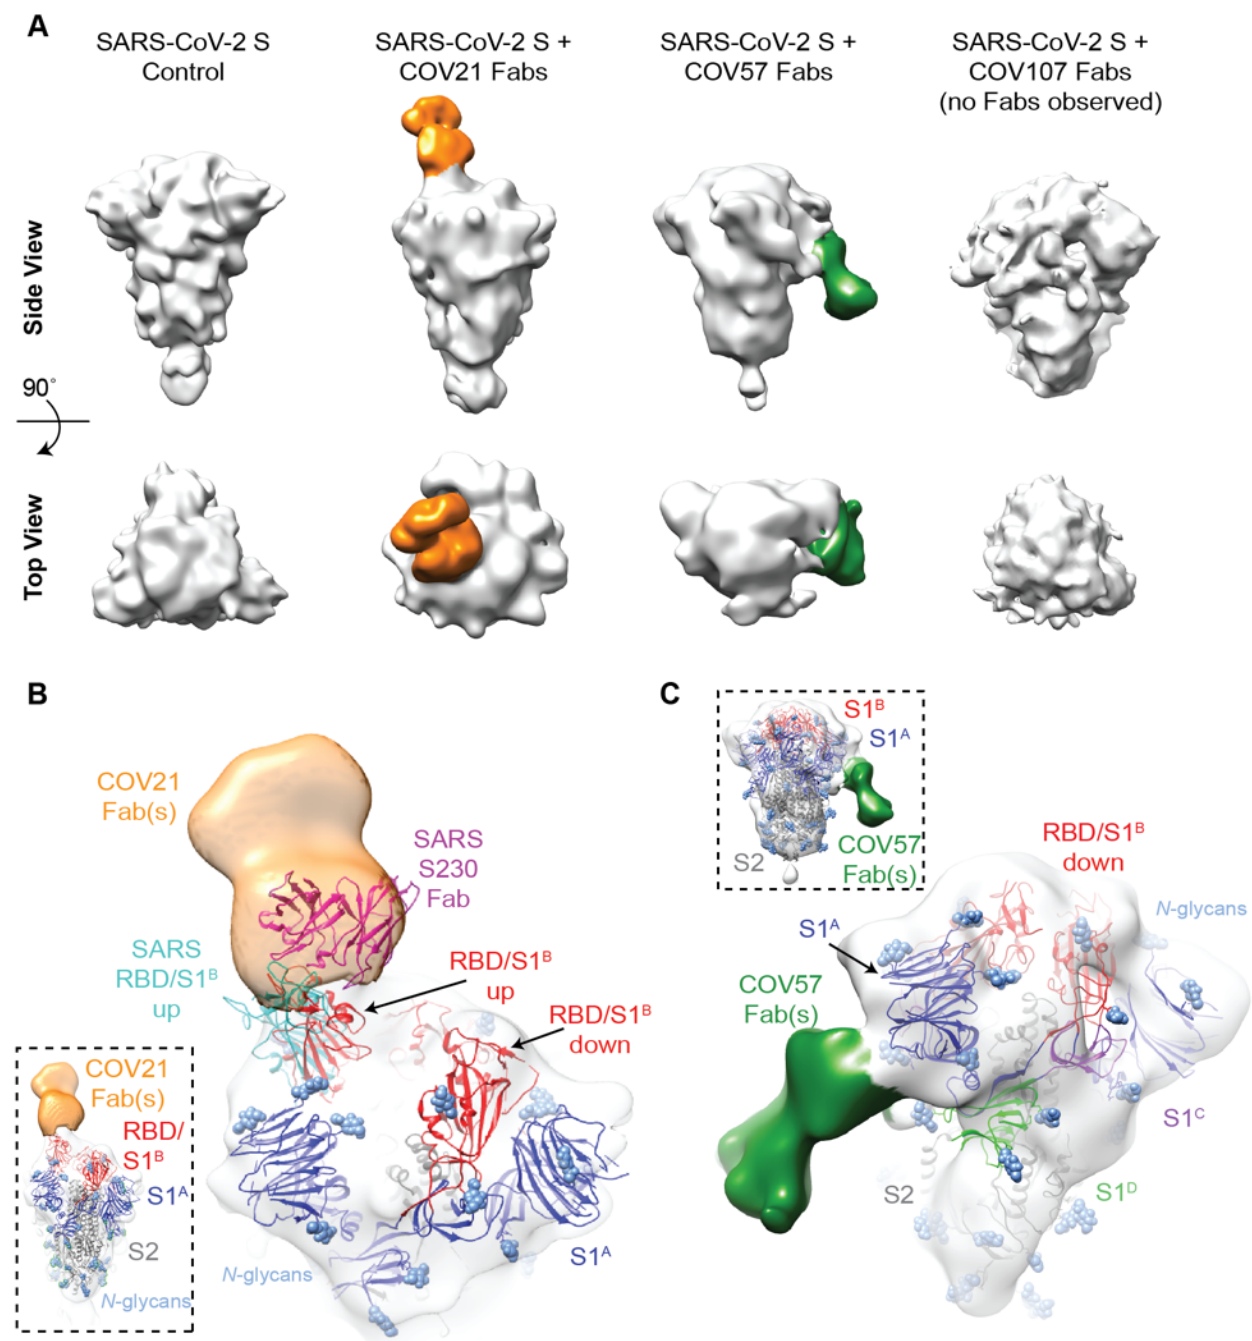 A
SARS-CoV-2 S
Control
SARS-CoV-2 S +
COV21 Fabs
SARS-CoV-2 S +
COV57 Fabs
SARS-CoV-2 S +
COV107 Fabs
(no Fabs observed)
Side View
90°
Top View
B
COV21
Fab(s)
SARS
S230
Fab
SARS
RBD/S1ᴮ
up
RBD/S1ᴮ
up
RBD/S1ᴮ
down
S1ᴬ
N-glycans
COV21
Fab(s)
RBD/
S1ᴮ
S1ᴬ
S2
N-glycans
C
S1ᴮ
S1ᴬ
S2
COV57
Fab(s)
RBD/S1ᴮ
down
N-glycans
S1ᴬ
COV57
Fab(s)
S1ᶜ
S2
S1ᴰ